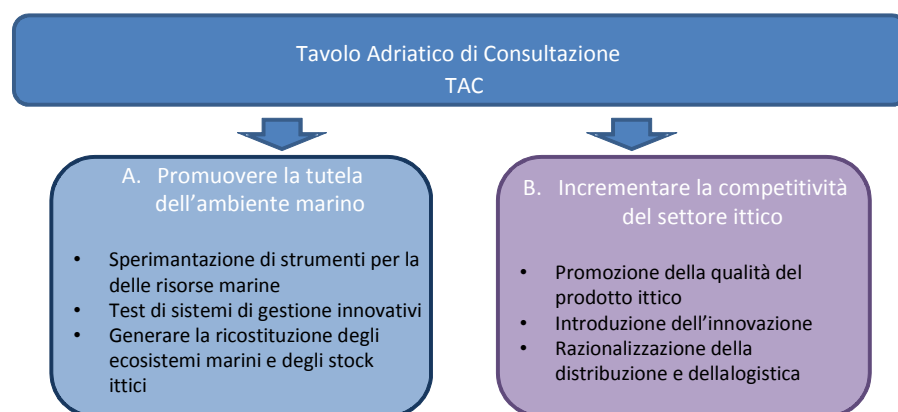 Tavolo Adriatico di Consultazione
TAC
A. Promuovere la tutela
dell'ambiente marino
• Sperimantazione di strumenti per la
delle risorse marine
• Test di sistemi di gestione innovativi
• Generare la ricostituzione degli
ecosistemi marini e degli stock
ittici
B. Incrementare la competitività
del settore ittico
• Promozione della qualità del
prodotto ittico
• Introduzione dell'innovazione
• Razionalizzazione della
distribuzione e dellalogistica